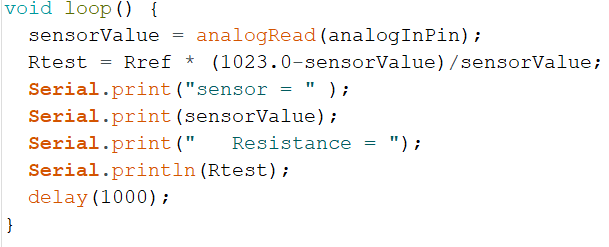 void loop() {
  sensorValue = analogRead(analogInPin);
  Rtest = Rref * (1023.0-sensorValue)/sensorValue;
  Serial.print("sensor = " );
  Serial.print(sensorValue);
  Serial.print("   Resistance = ");
  Serial.println(Rtest);
  delay(1000);
}